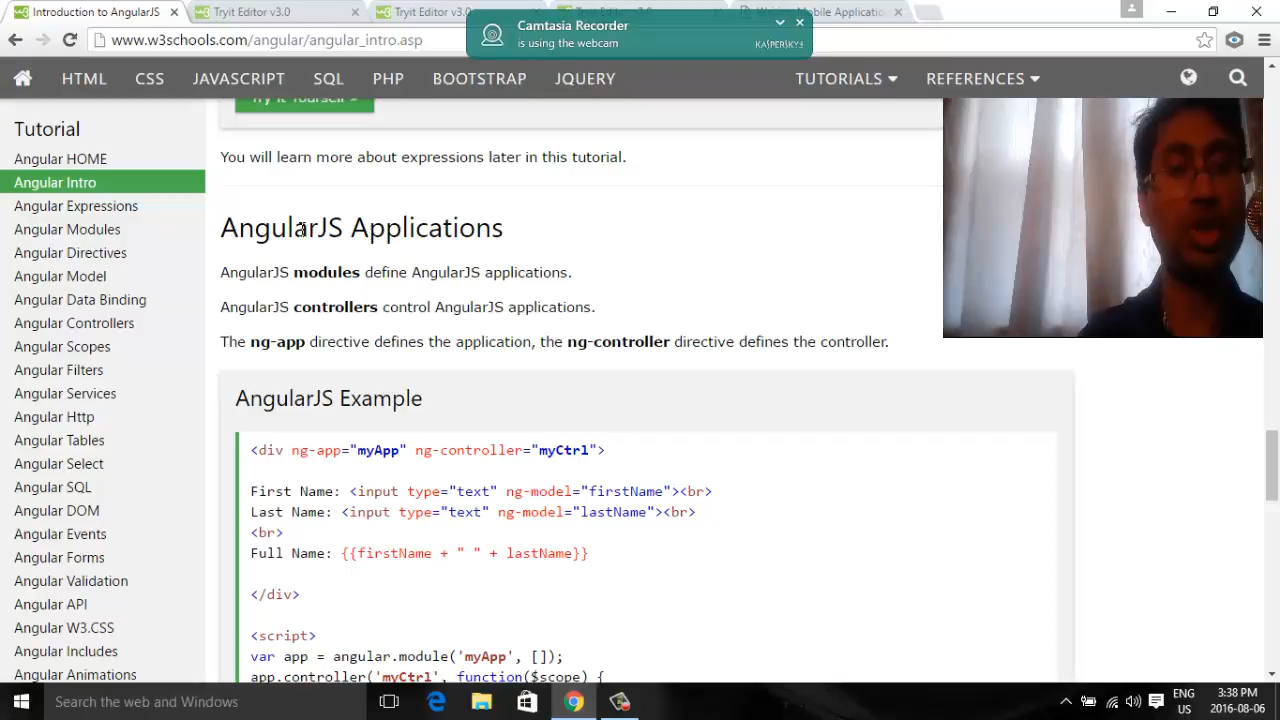 Introduction to AngularJS
Tryit Editor v3.0
Tryit Editor v3.0
Camtasia Recorder
is using the webcam
KASPERSKY
www.w3schools.com/angular/angular_intro.asp
HTML CSS JAVASCRIPT SQL PHP BOOTSTRAP JQUERY TUTORIALS REFERENCES
Tutorial
Angular HOME
Angular Intro
Angular Expressions
Angular Modules
Angular Directives
Angular Model
Angular Data Binding
Angular Controllers
Angular Scopes
Angular Filters
Angular Services
Angular Http
Angular Tables
Angular Select
Angular SQL
Angular DOM
Angular Events
Angular Forms
Angular Validation
Angular API
Angular W3.CSS
Angular Includes
Angular Animations
Try it Yourself »
You will learn more about expressions later in this tutorial.
AngularJS Applications
AngularJS modules define AngularJS applications.
AngularJS controllers control AngularJS applications.
The ng-app directive defines the application, the ng-controller directive defines the controller.
AngularJS Example
<div ng-app="myApp" ng-controller="myCtrl">
First Name: <input type="text" ng-model="firstName"><br>
Last Name: <input type="text" ng-model="lastName"><br>
<br>
Full Name: {{firstName + " " + lastName}}
</div>
<script>
var app = angular.module('myApp', []);
app.controller('myCtrl', function($scope) {
Search the web and Windows
ENG
US
3:38 PM
2016-08-06